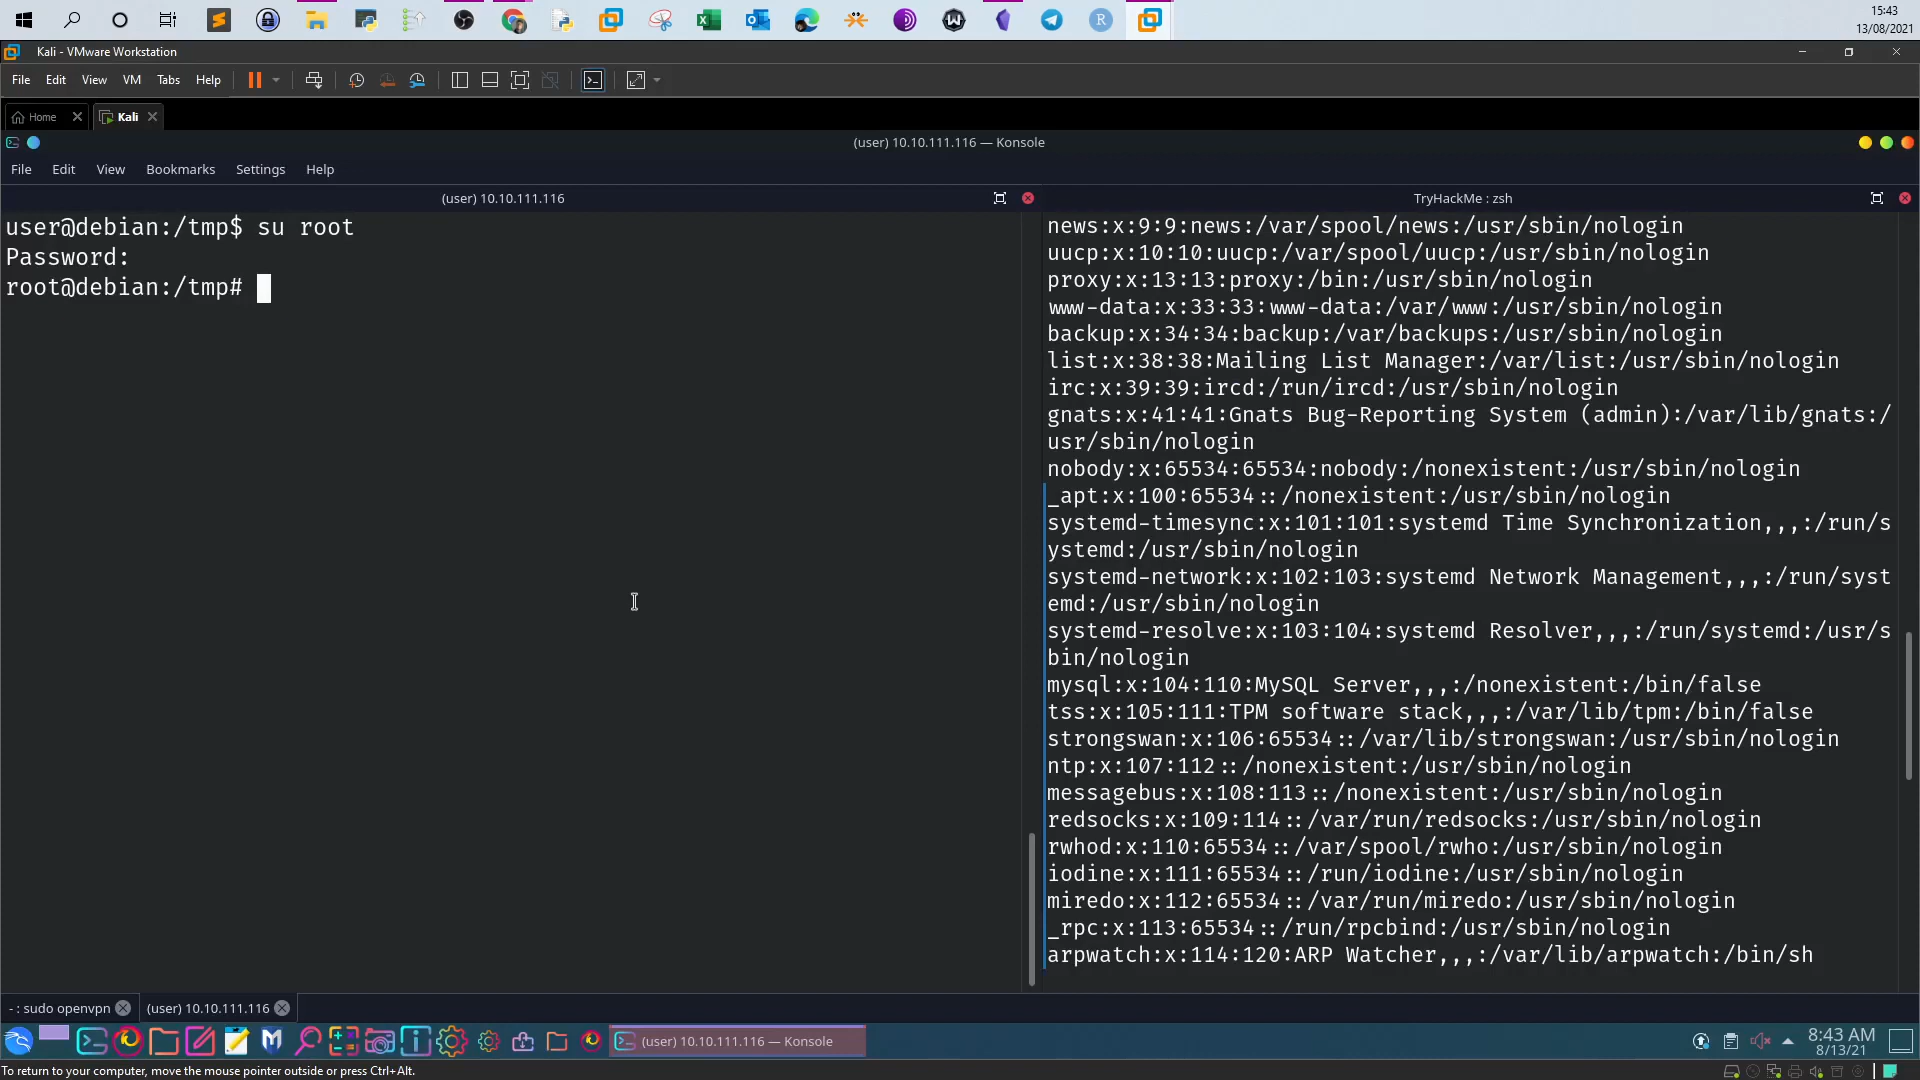 15:43
13/08/2021
Kali - VMware Workstation
File Edit View VM Tabs Help
Home
Kali
(user) 10.10.111.116 — Konsole
File Edit View Bookmarks Settings Help
(user) 10.10.111.116
user@debian:/tmp$ su root
Password:
root@debian:/tmp#
TryHackMe : zsh
news:x:9:9:news:/var/spool/news:/usr/sbin/nologin
uucp:x:10:10:uucp:/var/spool/uucp:/usr/sbin/nologin
proxy:x:13:13:proxy:/bin:/usr/sbin/nologin
www-data:x:33:33:www-data:/var/www:/usr/sbin/nologin
backup:x:34:34:backup:/var/backups:/usr/sbin/nologin
list:x:38:38:Mailing List Manager:/var/list:/usr/sbin/nologin
irc:x:39:39:ircd:/run/ircd:/usr/sbin/nologin
gnats:x:41:41:Gnats Bug-Reporting System (admin):/var/lib/gnats:/
usr/sbin/nologin
nobody:x:65534:65534:nobody:/nonexistent:/usr/sbin/nologin
_apt:x:100:65534::/nonexistent:/usr/sbin/nologin
systemd-timesync:x:101:101:systemd Time Synchronization,,,:/run/s
ystemd:/usr/sbin/nologin
systemd-network:x:102:103:systemd Network Management,,,:/run/syst
emd:/usr/sbin/nologin
systemd-resolve:x:103:104:systemd Resolver,,,:/run/systemd:/usr/s
bin/nologin
mysql:x:104:110:MySQL Server,,,:/nonexistent:/bin/false
tss:x:105:111:TPM software stack,,,:/var/lib/tpm:/bin/false
strongswan:x:106:65534::/var/lib/strongswan:/usr/sbin/nologin
ntp:x:107:112::/nonexistent:/usr/sbin/nologin
messagebus:x:108:113::/nonexistent:/usr/sbin/nologin
redsocks:x:109:114::/var/run/redsocks:/usr/sbin/nologin
rwhod:x:110:65534::/var/spool/rwho:/usr/sbin/nologin
iodine:x:111:65534::/run/iodine:/usr/sbin/nologin
miredo:x:112:65534::/var/run/miredo:/usr/sbin/nologin
_rpc:x:113:65534::/run/rpcbind:/usr/sbin/nologin
arpwatch:x:114:120:ARP Watcher,,,:/var/lib/arpwatch:/bin/sh
- : sudo openvpn
(user) 10.10.111.116
(user) 10.10.111.116 — Konsole
8:43 AM
8/13/21
To return to your computer, move the mouse pointer outside or press Ctrl+Alt.